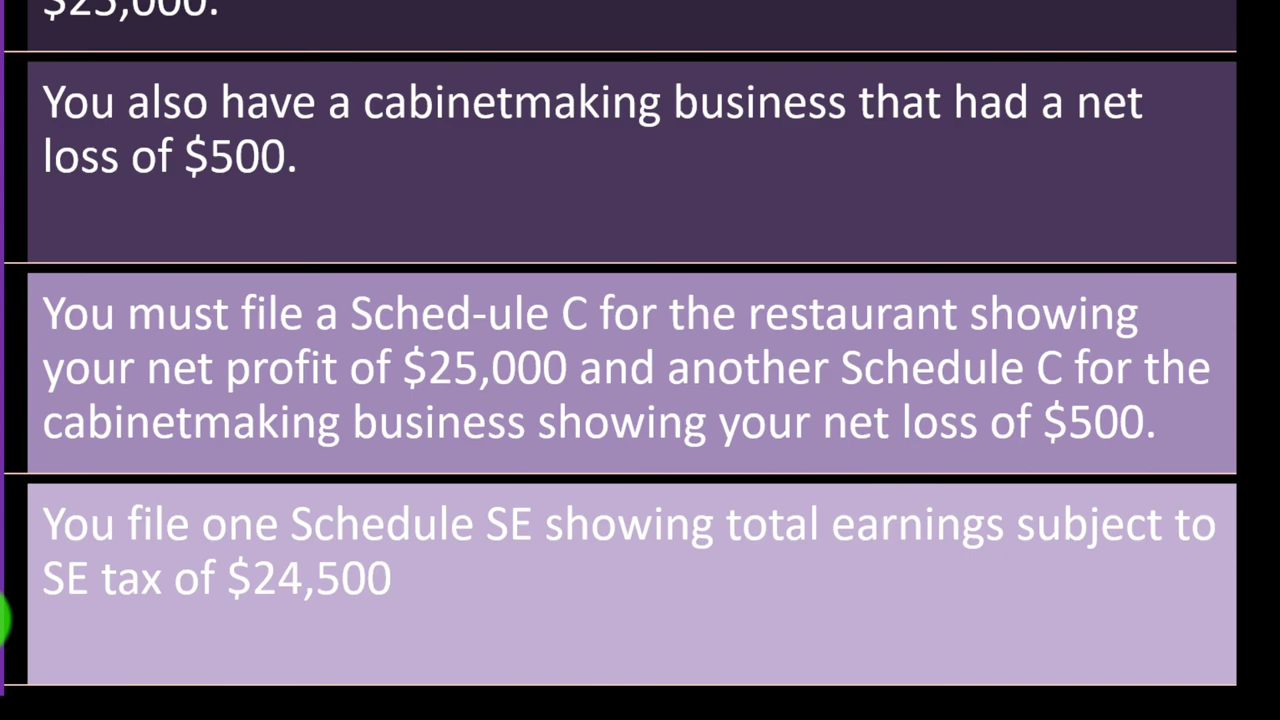 $25,000.
You also have a cabinetmaking business that had a net
loss of $500.
You must file a Sched-ule C for the restaurant showing
your net profit of $25,000 and another Schedule C for the
cabinetmaking business showing your net loss of $500.
You file one Schedule SE showing total earnings subject to
SE tax of $24,500